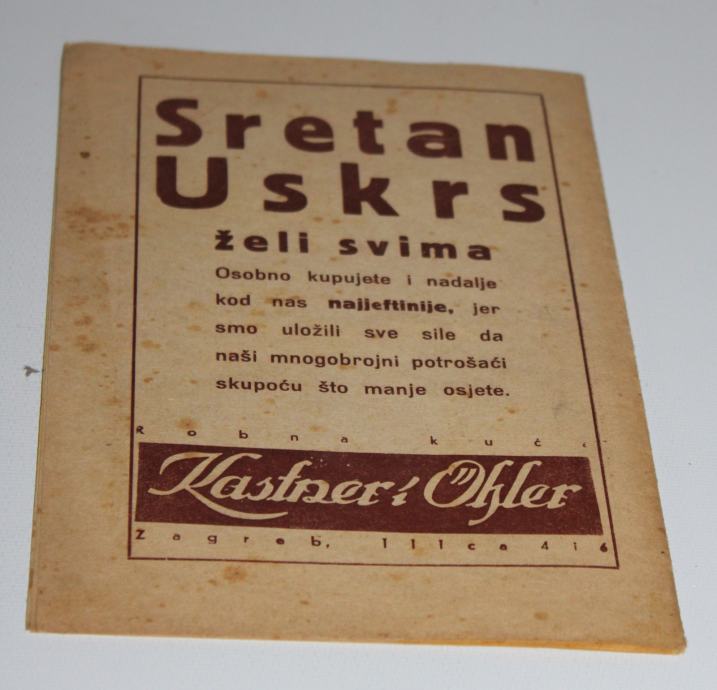 Sretan
Uskrs
želi svima
Osobno kupujete i nadalje
kod nas najjeftinije, jer
smo uložili sve sile da
naši mnogobrojni potrošaći
skupoću što manje osjete.
Robna kuća
Kastner i Öhler
Zagreb, Ilica 4 i 6